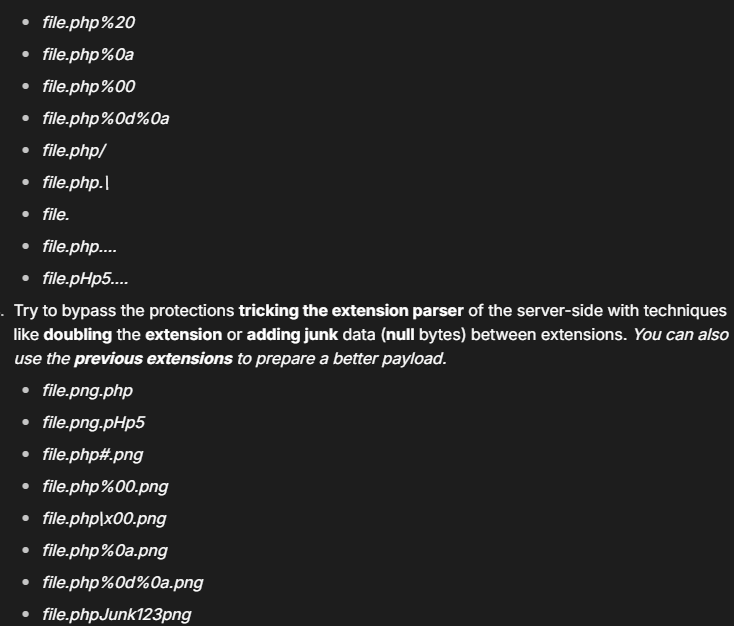 file.php%20
file.php%0a
file.php%00
file.php%0d%0a
file.php/
file.php.\
file.
file.php....
file.pHp5....
. Try to bypass the protections tricking the extension parser of the server-side with techniques
like doubling the extension or adding junk data (null bytes) between extensions. You can also
use the previous extensions to prepare a better payload.
file.png.php
file.png.pHp5
file.php#.png
file.php%00.png
file.php\x00.png
file.php%0a.png
file.php%0d%0a.png
file.phpJunk123png